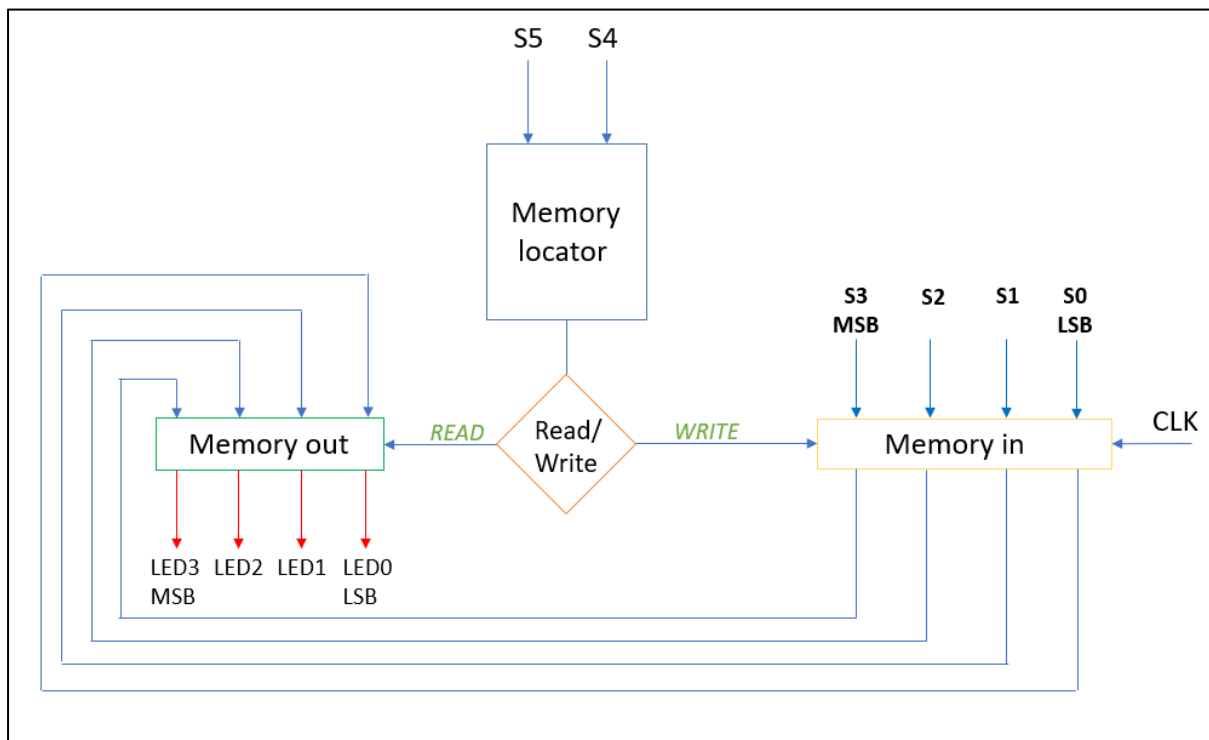 S5 S4
Memory
locator
S3 S2 S1 S0
MSB LSB
CLK
Memory out READ Read/ WRITE Memory in
Write
LED3 LED2 LED1 LED0
MSB LSB